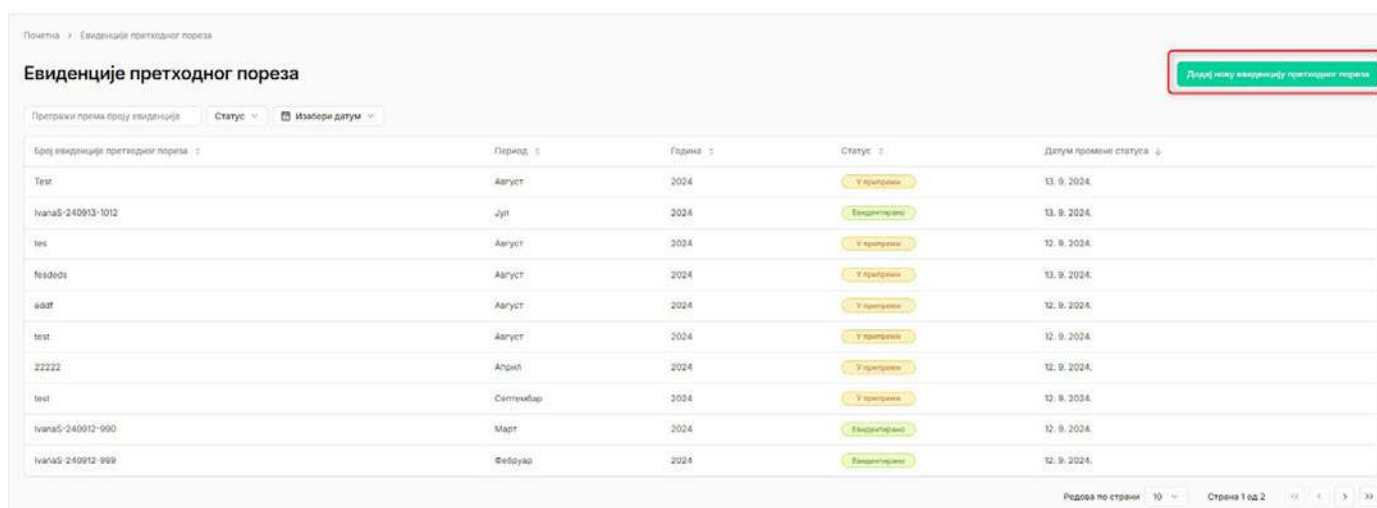 Почетна > Евиденције претходног пореза
Евиденције претходног пореза
Додај нову евиденцију претходног пореза
Претражи према броју евиденције Статус Изабери датум
Број евиденције претходног пореза Период Година Статус Датум промене статуса
Test Август 2024 У припреми 13. 9. 2024.
IvanaS-240913-1012 Јул 2024 Евидентирано 13. 9. 2024.
tes Август 2024 У припреми 12. 9. 2024.
fesdeds Август 2024 У припреми 13. 9. 2024.
eddf Август 2024 У припреми 12. 9. 2024.
test Август 2024 У припреми 12. 9. 2024.
22222 Април 2024 У припреми 12. 9. 2024.
test Септембар 2024 У припреми 12. 9. 2024.
IvanaS-240912-990 Март 2024 Евидентирано 12. 9. 2024.
IvanaS-240912-989 Фебруар 2024 Евидентирано 12. 9. 2024.
Редова по страни 10 Страна 1 од 2